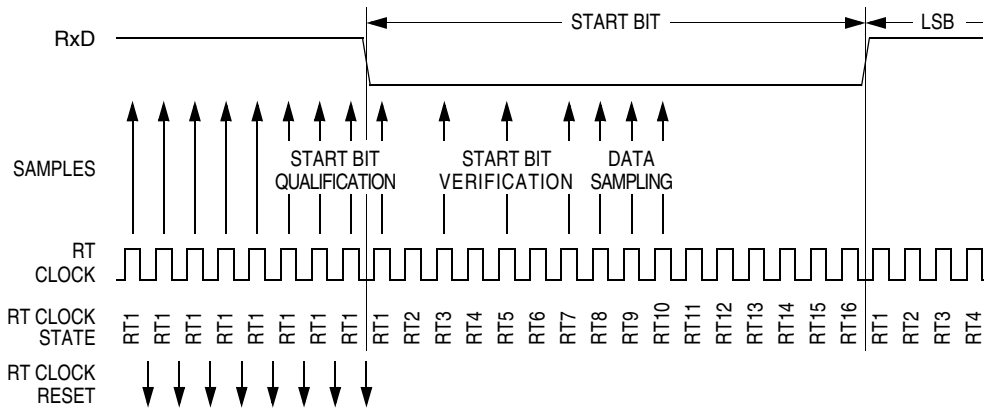 START BIT LSB
RxD
SAMPLES
START BIT QUALIFICATION
START BIT VERIFICATION
DATA SAMPLING
RT CLOCK
RT CLOCK STATE
RT1 RT1 RT1 RT1 RT1 RT1 RT1 RT1 RT1 RT2 RT3 RT4 RT5 RT6 RT7 RT8 RT9 RT10 RT11 RT12 RT13 RT14 RT15 RT16 RT1 RT2 RT3 RT4
RT CLOCK RESET